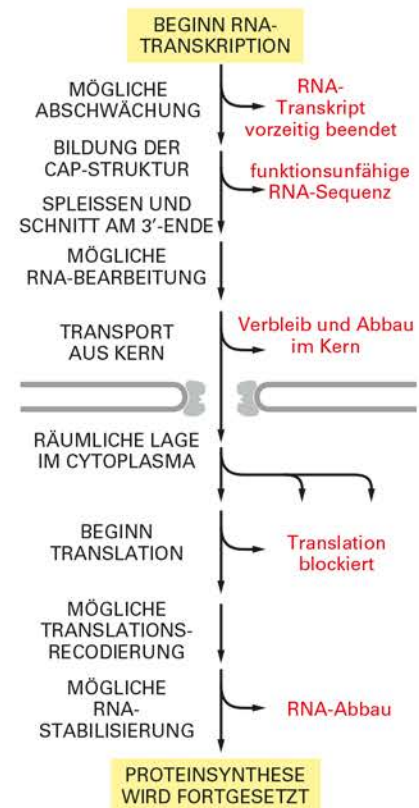 BEGINN RNA-
TRANSKRIPTION
MÖGLICHE
ABSCHWÄCHUNG
RNA-
Transkript
vorzeitig beendet
BILDUNG DER
CAP-STRUKTUR
funktionsunfähige
RNA-Sequenz
SPLEISSEN UND
SCHNITT AM 3′-ENDE
MÖGLICHE
RNA-BEARBEITUNG
TRANSPORT
AUS KERN
Verbleib und Abbau
im Kern
RÄUMLICHE LAGE
IM CYTOPLASMA
BEGINN
TRANSLATION
Translation
blockiert
MÖGLICHE
TRANSLATIONS-
RECODIERUNG
MÖGLICHE
RNA-
STABILISIERUNG
RNA-Abbau
PROTEINSYNTHESE
WIRD FORTGESETZT